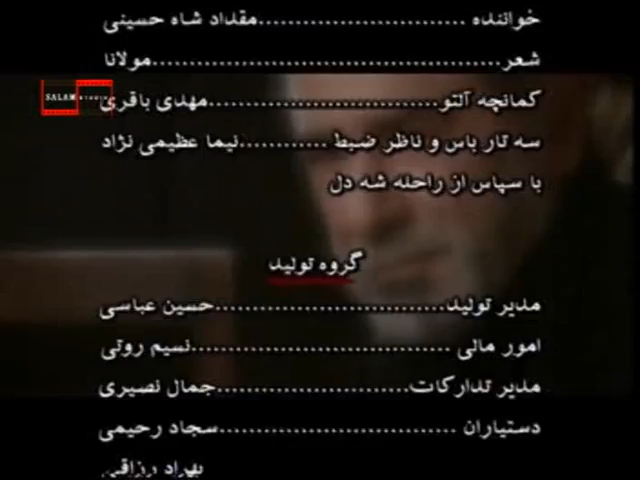 خواننده ......................... مقداد شاه حسینی
شعر ............................................ مولانا
کمانچه آلتو ............................ مهدی باقری
SALAM
سه تار باس و ناظر ضبط ............ نیما عظیمی نژاد
با سپاس از راحله شه دل
گروه تولید
مدیر تولید ............................ حسین عباسی
امور مالی ................................ نسیم روتی
مدیر تدارکات ........................ جمال نصیری
دستیاران ............................. سجاد رحیمی
بهراد رزاقی